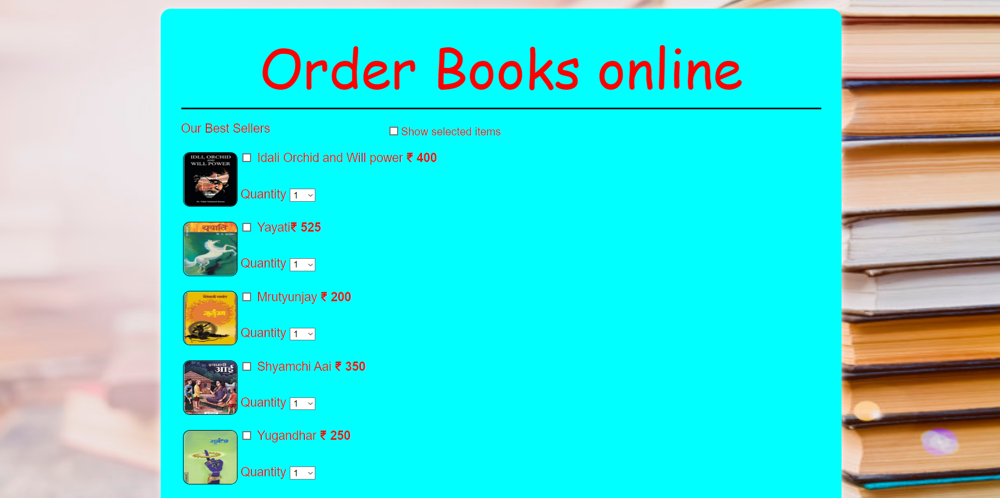 Order Books online
Our Best Sellers
Show selected items
IDLI, ORCHID
AND
WILL POWER
Idali Orchid and Will power ₹ 400
Quantity 1
ययाति
Yayati₹ 525
Quantity 1
शिवाजी सावंत
मृत्युंजय
Mrutyunjay ₹ 200
Quantity 1
श्यामची
आई
Shyamchi Aai ₹ 350
Quantity 1
युगंधर
Yugandhar ₹ 250
Quantity 1